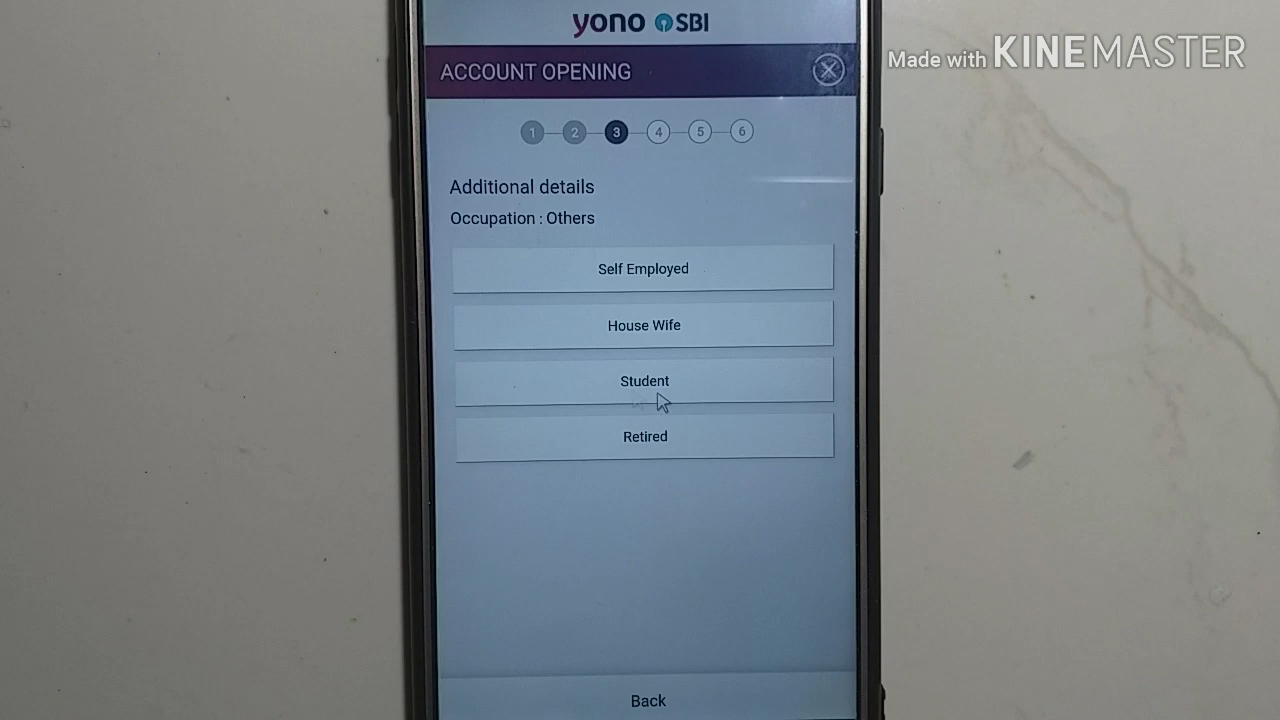 yono SBI
Made with KINEMASTER
ACCOUNT OPENING
1 2 3 4 5 6
Additional details
Occupation : Others
Self Employed
House Wife
Student
Retired
Back